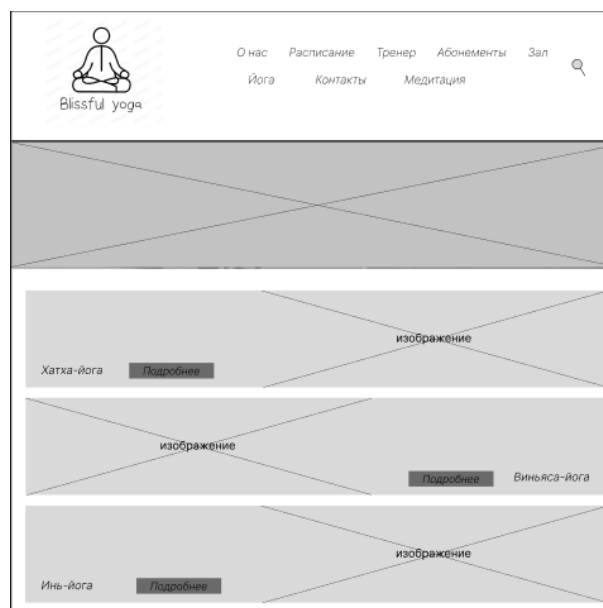 О нас Расписание Тренер Абонементы Зал
Йога Контакты Медитация
Blissful yoga
изображение
Хатха-йога Подробнее
изображение
Подробнее Виньяса-йога
изображение
Инь-йога Подробнее